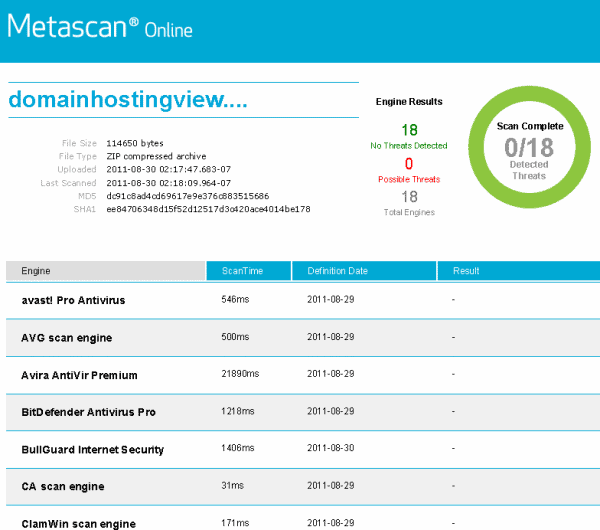 Metascan® Online
domainhostingview....
File Size 114650 bytes
File Type ZIP compressed archive
Uploaded 2011-08-30 02:17:47.683-07
Last Scanned 2011-08-30 02:18:09.964-07
MD5 dc91c8ad4cd69617e9e376c883515686
SHA1 ee84706348d15f52d12517d3c420ace4014be178
Engine Results
18
No Threats Detected
0
Possible Threats
18
Total Engines
Scan Complete
0/18
Detected
Threats
Engine ScanTime Definition Date Result
avast! Pro Antivirus 546ms 2011-08-29 -
AVG scan engine 500ms 2011-08-29 -
Avira AntiVir Premium 21890ms 2011-08-29 -
BitDefender Antivirus Pro 1218ms 2011-08-29 -
BullGuard Internet Security 1406ms 2011-08-30 -
CA scan engine 31ms 2011-08-29 -
ClamWin scan engine 171ms 2011-08-29 -